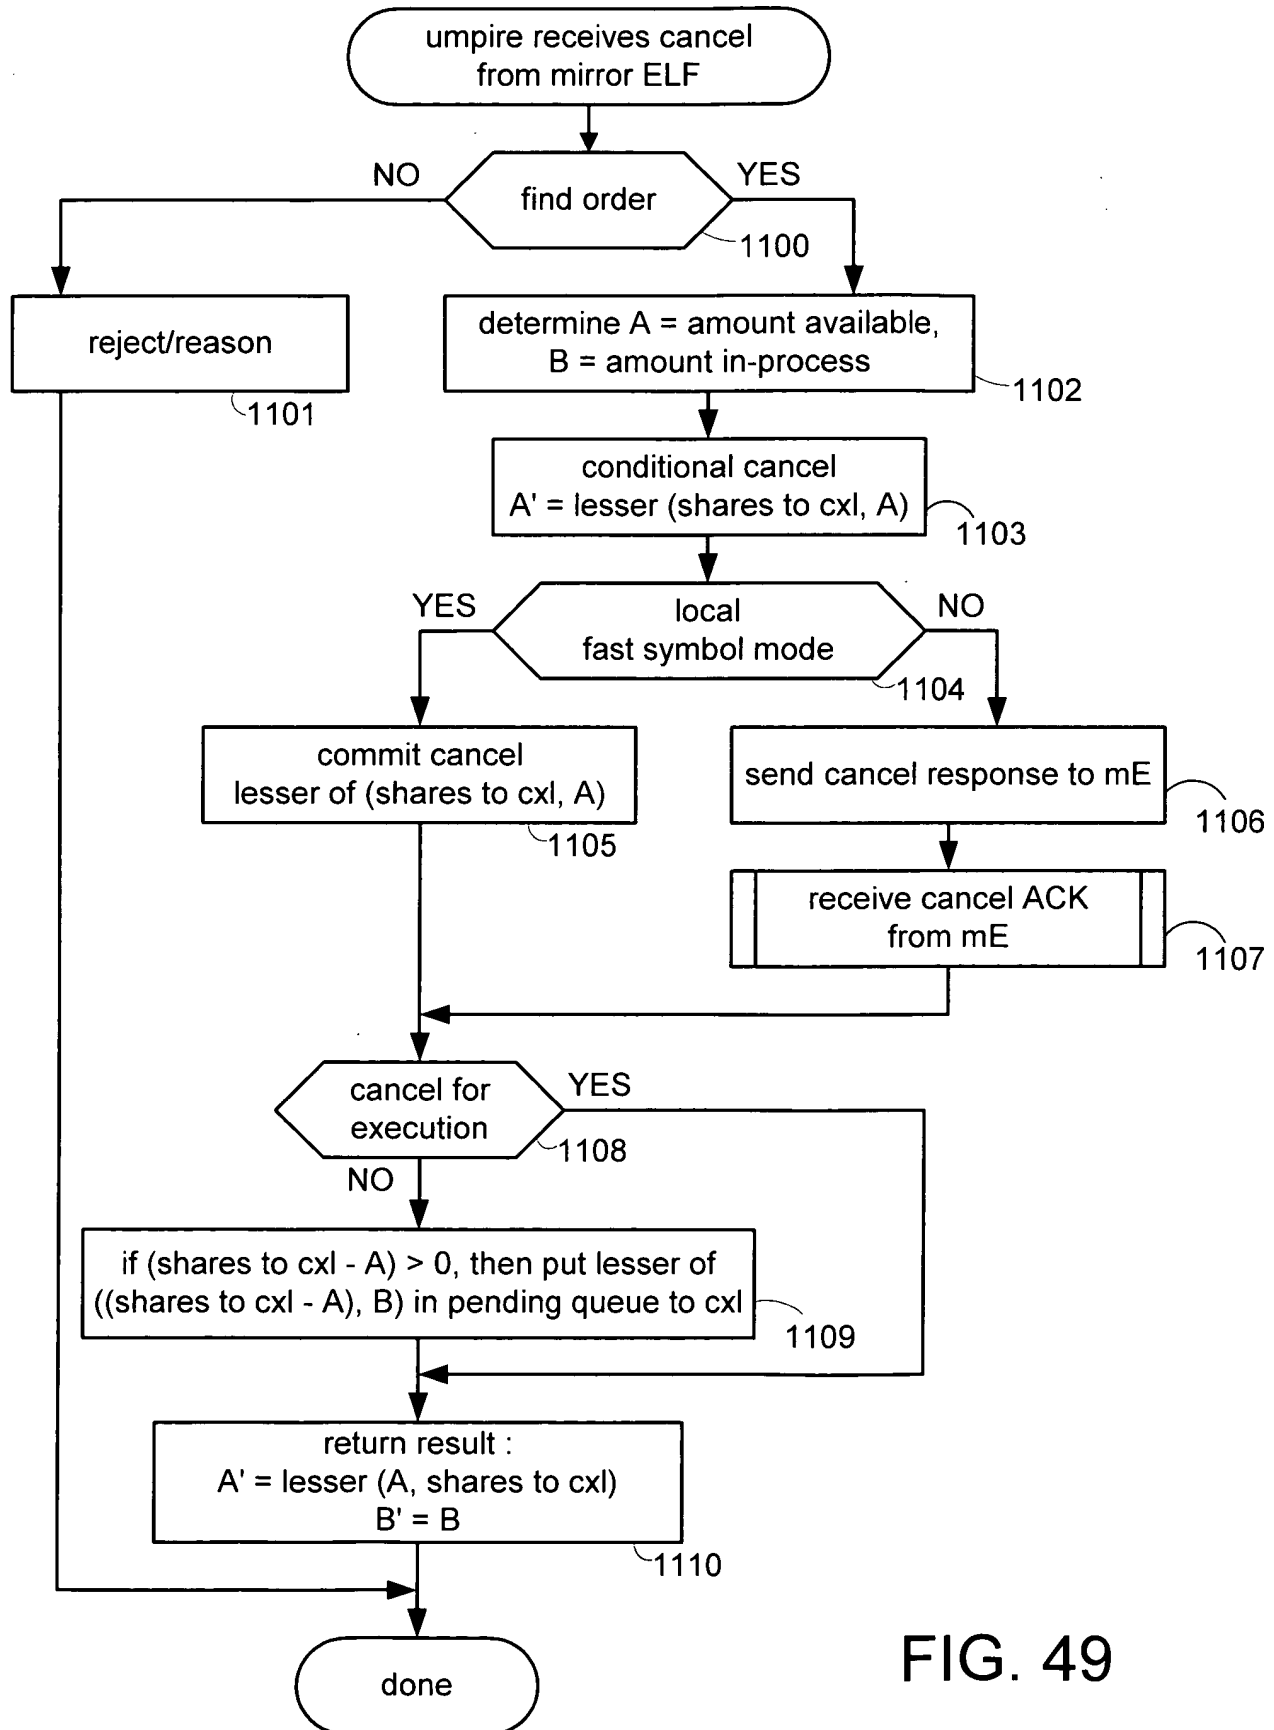 umpire receives cancel
from mirror ELF
NO
YES
find order
1100
reject/reason
1101
determine A = amount available,
B = amount in-process
1102
conditional cancel
A' = lesser (shares to cxl, A)
1103
YES
NO
local
fast symbol mode
1104
commit cancel
lesser of (shares to cxl, A)
1105
send cancel response to mE
1106
receive cancel ACK
from mE
1107
cancel for
execution
YES
1108
NO
if (shares to cxl - A) > 0, then put lesser of
((shares to cxl - A), B) in pending queue to cxl
1109
return result :
A' = lesser (A, shares to cxl)
B' = B
1110
done
FIG. 49